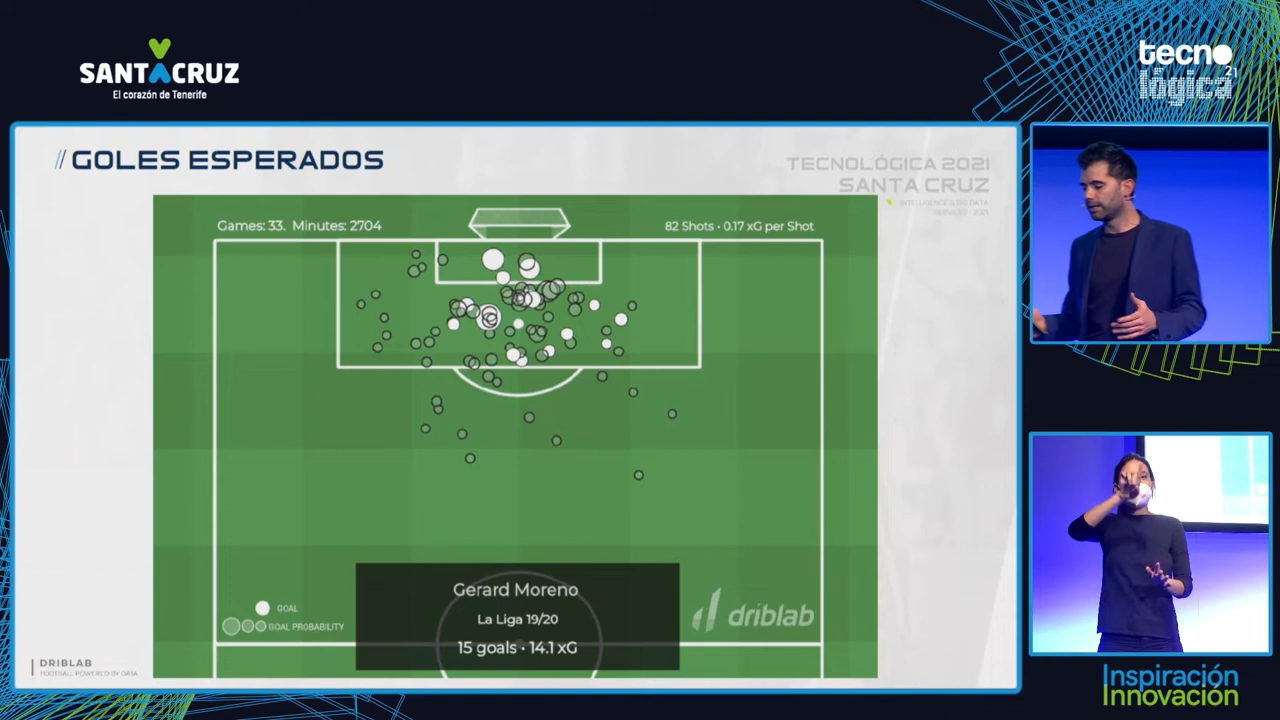 SANTACRUZ
El corazón de Tenerife
tecno
lógica
21
// GOLES ESPERADOS
TECNOLÓGICA 2021
SANTA CRUZ
Games: 33. Minutes: 2704
82 Shots • 0.17 xG per Shot
GOAL
GOAL PROBABILITY
Gerard Moreno
La Liga 19/20
15 goals • 14.1 xG
driblab
DRIBLAB
FOOTBALL POWERED BY DATA
Inspiración
Innovación